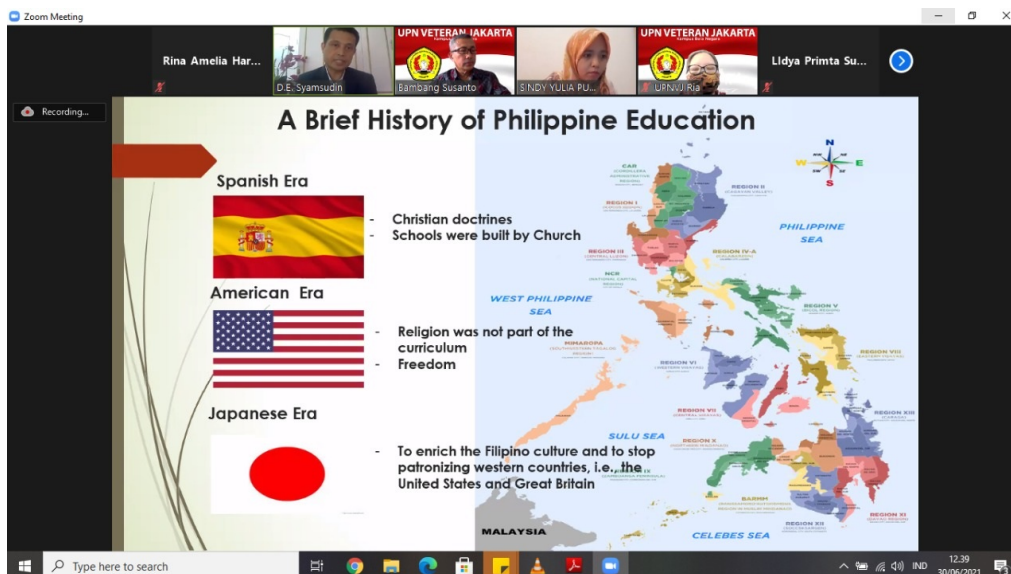 Zoom Meeting
Rina Amelia Har...
D.E. Syamsudin
UPN VETERAN JAKARTA
Bambang Susanto
SINDY YULIA PU...
UPN VETERAN JAKARTA
UPNVJ Ria
LIdya Primta Su...
Recording...
A Brief History of Philippine Education
Spanish Era
- Christian doctrines
- Schools were built by Church
American Era
- Religion was not part of the
curriculum
- Freedom
Japanese Era
- To enrich the Filipino culture and to stop
patronizing western countries, i.e., the
United States and Great Britain
N
W E
S
CAR
REGION II
REGION I
PHILIPPINE
SEA
REGION III
REGION IV-A
NCR
WEST PHILIPPINE
SEA
REGION V
MIMAROPA
REGION VI
REGION VIII
REGION VII
REGION XIII
SULU SEA
REGION X
BARMM
REGION XI
REGION XII
MALAYSIA
CELEBES SEA
Type here to search
IND
12.39
30/06/2021
3